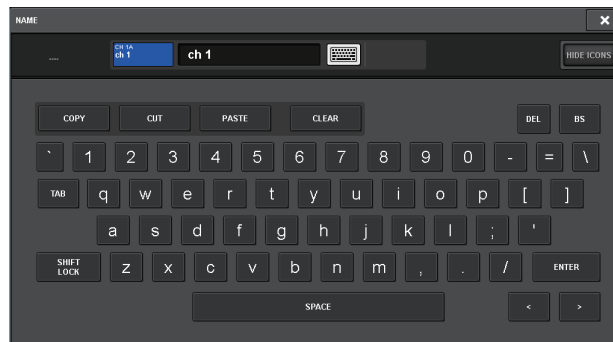 NAME ×
---- CH 1A ch 1 ch 1 HIDE ICONS
COPY CUT PASTE CLEAR DEL BS
` 1 2 3 4 5 6 7 8 9 0 - = \
TAB q w e r t y u i o p [ ]
a s d f g h j k l ; '
SHIFT LOCK z x c v b n m , . / ENTER
SPACE < >